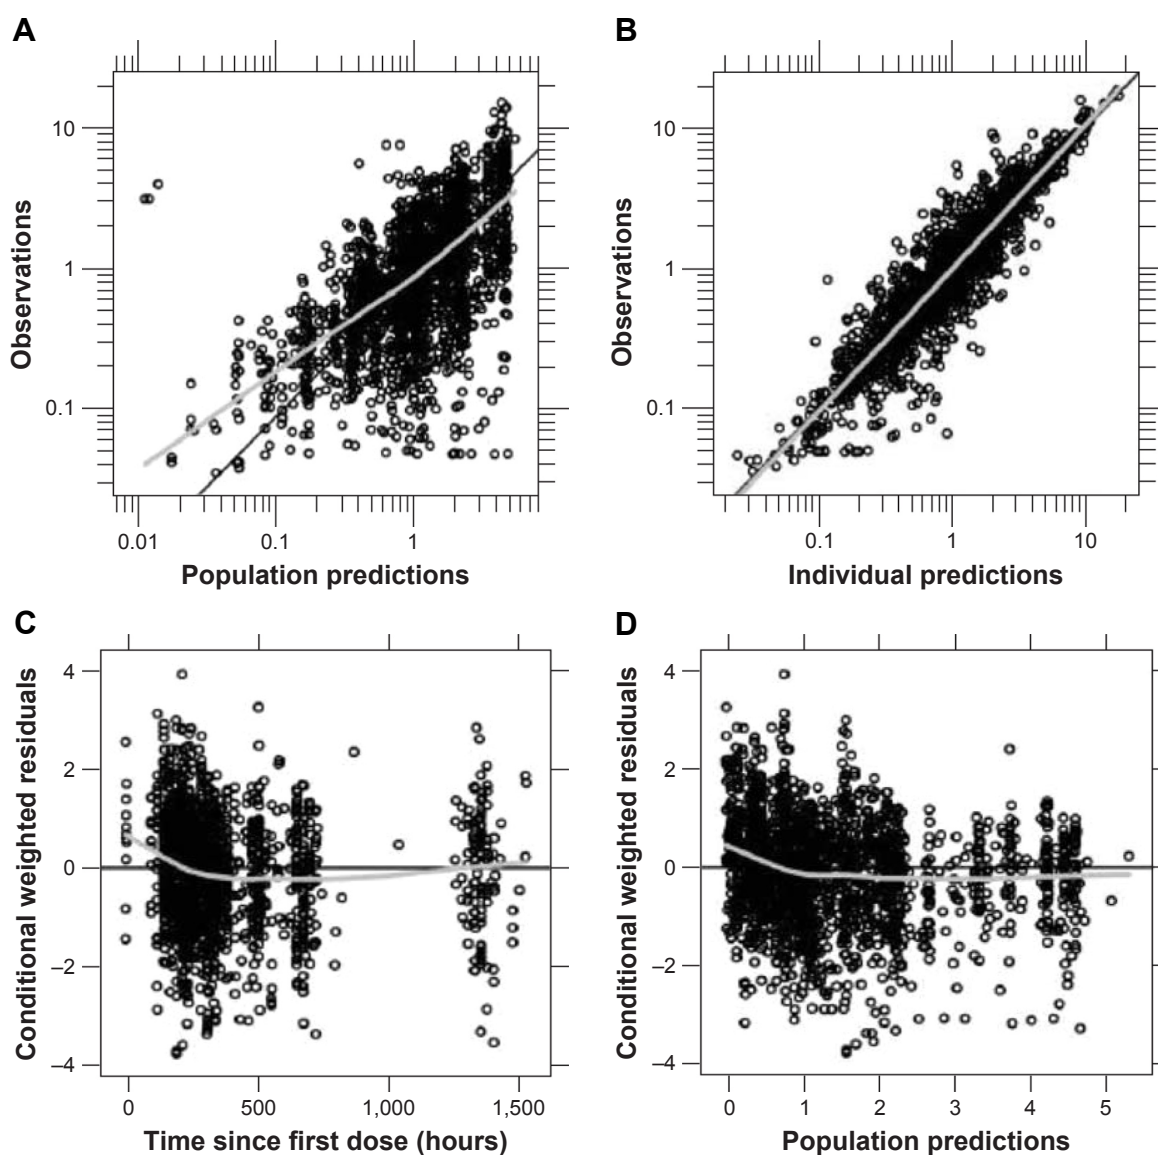 A
B
10
1
0.1
Observations
0.01
0.1
1
Population predictions
10
1
0.1
Observations
0.1
1
10
Individual predictions
C
D
4
2
0
–2
–4
Conditional weighted residuals
0
500
1,000
1,500
Time since first dose (hours)
4
2
0
–2
–4
Conditional weighted residuals
0
1
2
3
4
5
Population predictions